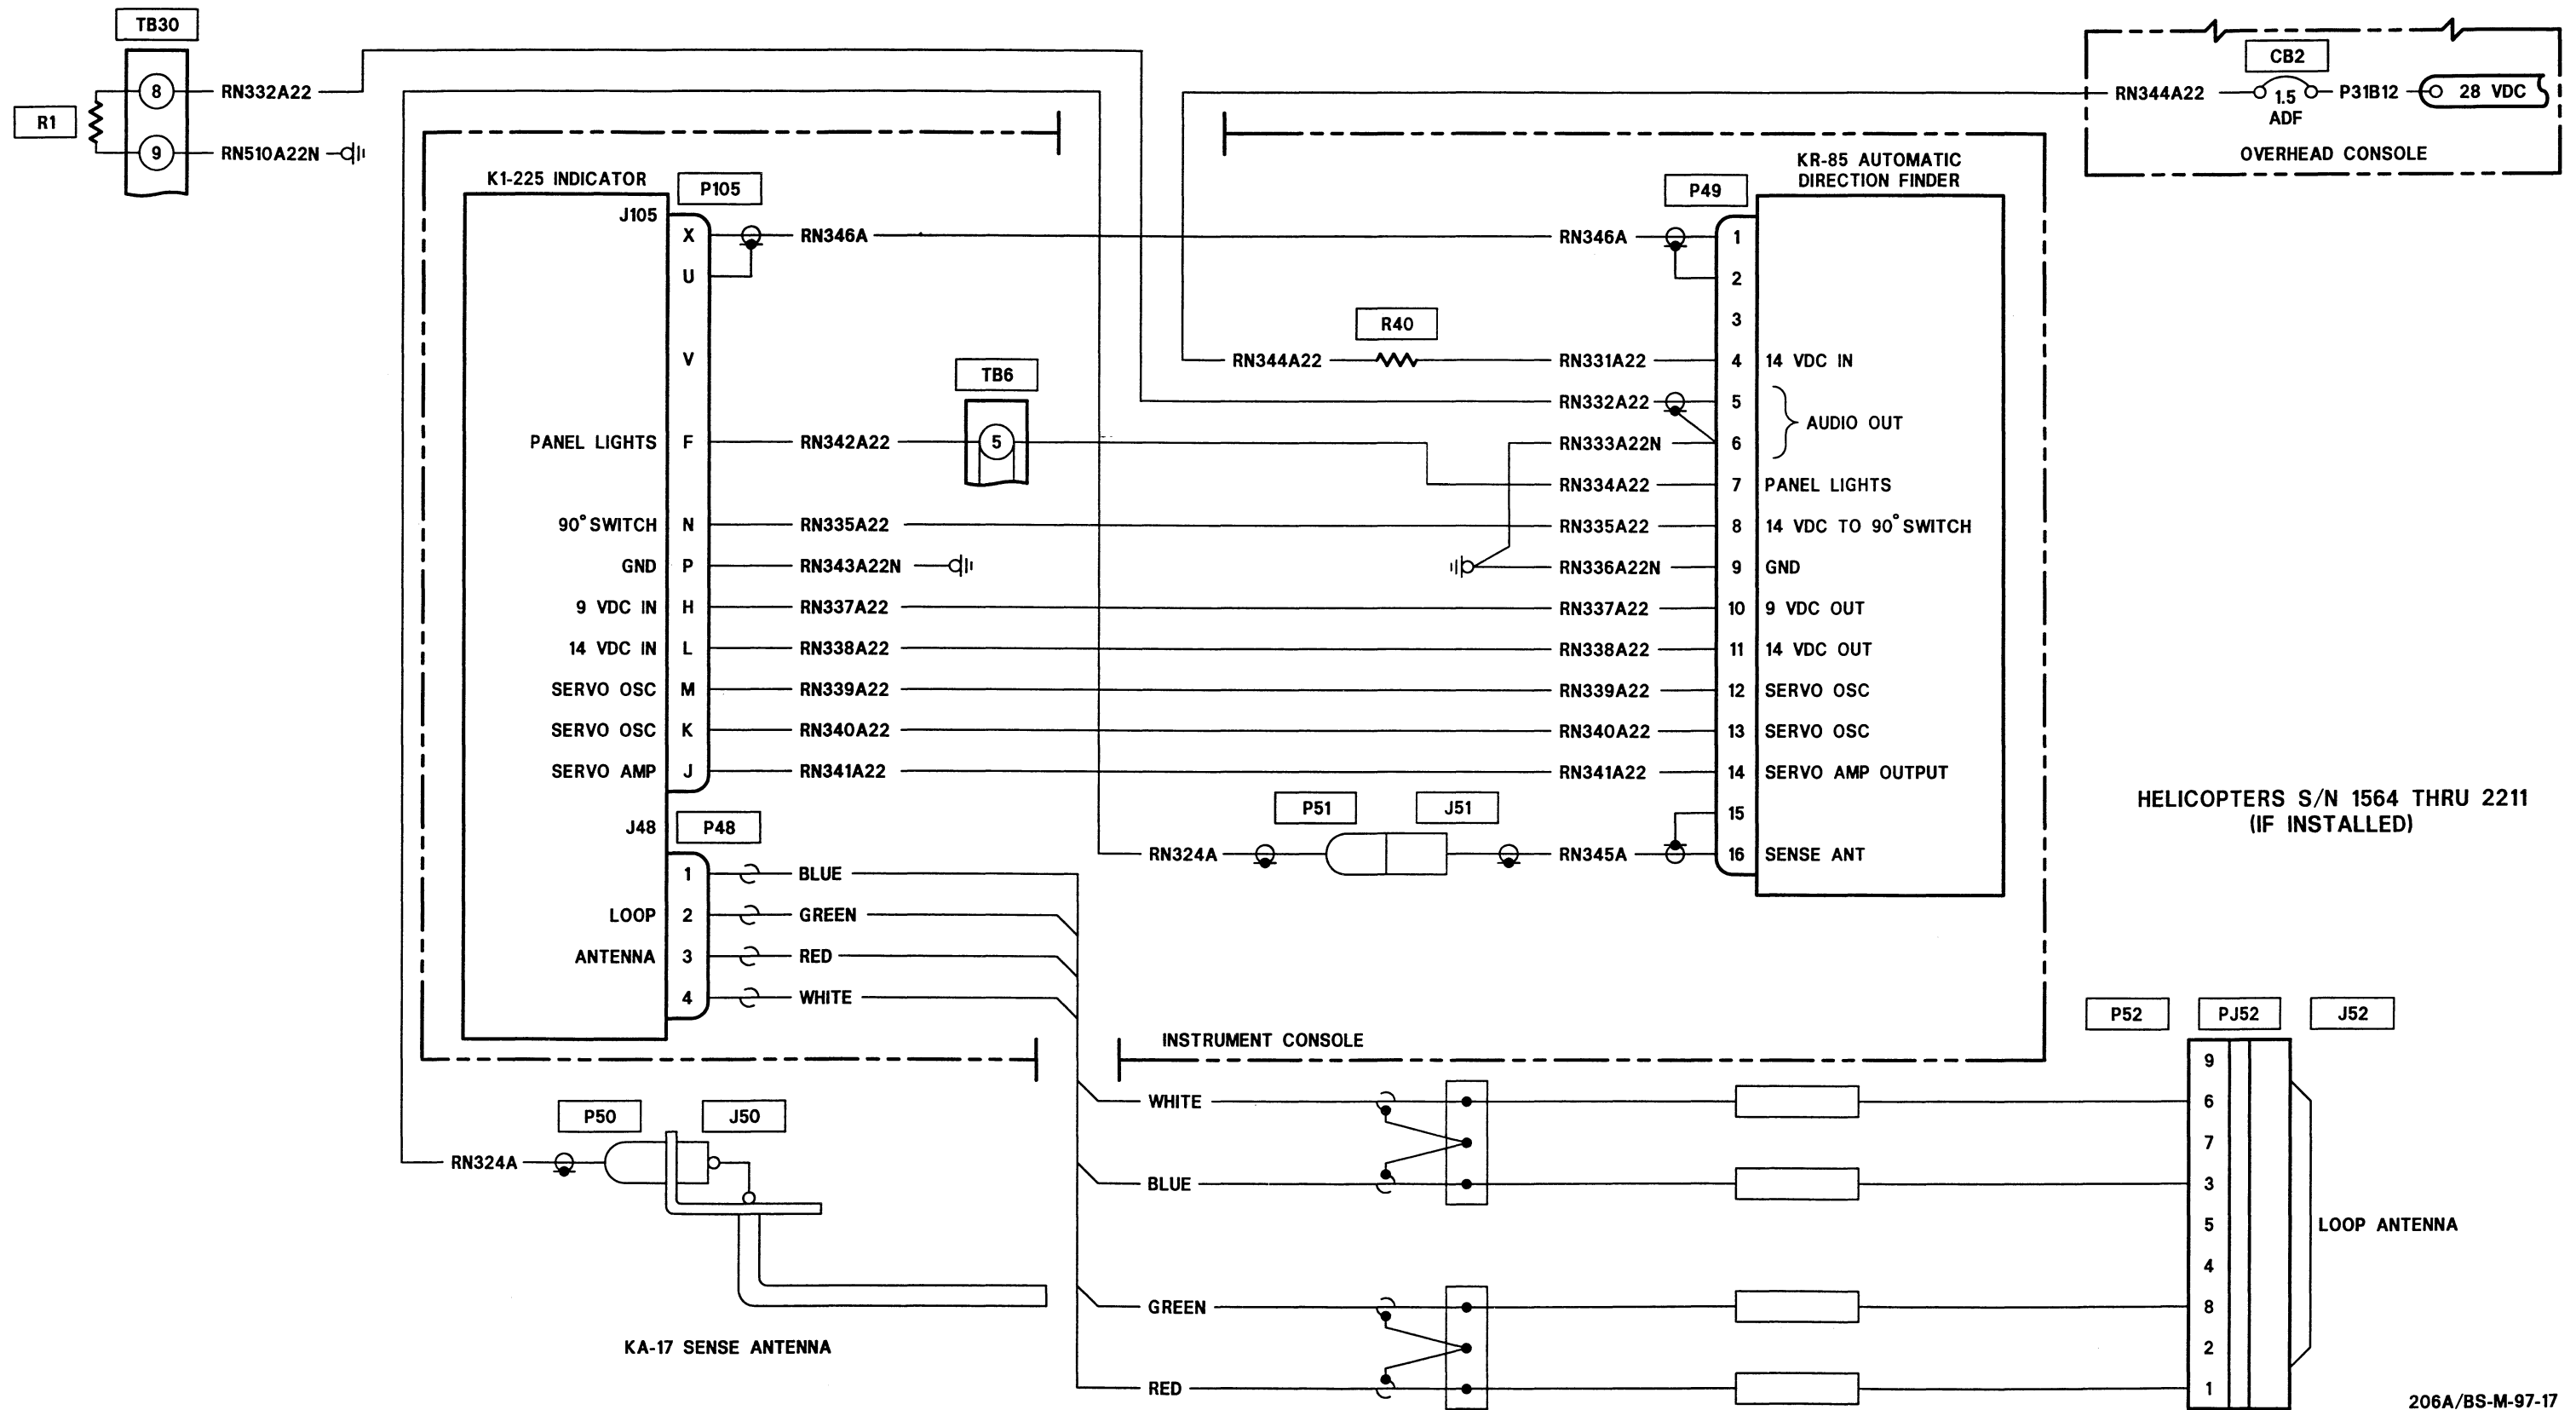 TB30
R1
8 RN332A22
9 RN510A22N
CB2
RN344A22 1.5 ADF P31B12 28 VDC
OVERHEAD CONSOLE
K1-225 INDICATOR
P105
J105
X RN346A
U
V
PANEL LIGHTS F RN342A22
TB6
5
90° SWITCH N RN335A22
GND P RN343A22N
9 VDC IN H RN337A22
14 VDC IN L RN338A22
SERVO OSC M RN339A22
SERVO OSC K RN340A22
SERVO AMP J RN341A22
J48
P48
1 BLUE
LOOP 2 GREEN
ANTENNA 3 RED
4 WHITE
KR-85 AUTOMATIC
DIRECTION FINDER
P49
RN346A 1
2
3
R40
RN344A22 RN331A22 4 14 VDC IN
RN332A22 5
AUDIO OUT
RN333A22N 6
RN334A22 7 PANEL LIGHTS
RN335A22 8 14 VDC TO 90° SWITCH
RN336A22N 9 GND
RN337A22 10 9 VDC OUT
RN338A22 11 14 VDC OUT
RN339A22 12 SERVO OSC
RN340A22 13 SERVO OSC
RN341A22 14 SERVO AMP OUTPUT
P51 J51
15
RN324A RN345A 16 SENSE ANT
HELICOPTERS S/N 1564 THRU 2211
(IF INSTALLED)
INSTRUMENT CONSOLE
P50 J50
RN324A
KA-17 SENSE ANTENNA
P52 PJ52 J52
9
WHITE 6
7
BLUE 3
5 LOOP ANTENNA
4
GREEN 8
2
RED 1
206A/BS-M-97-17